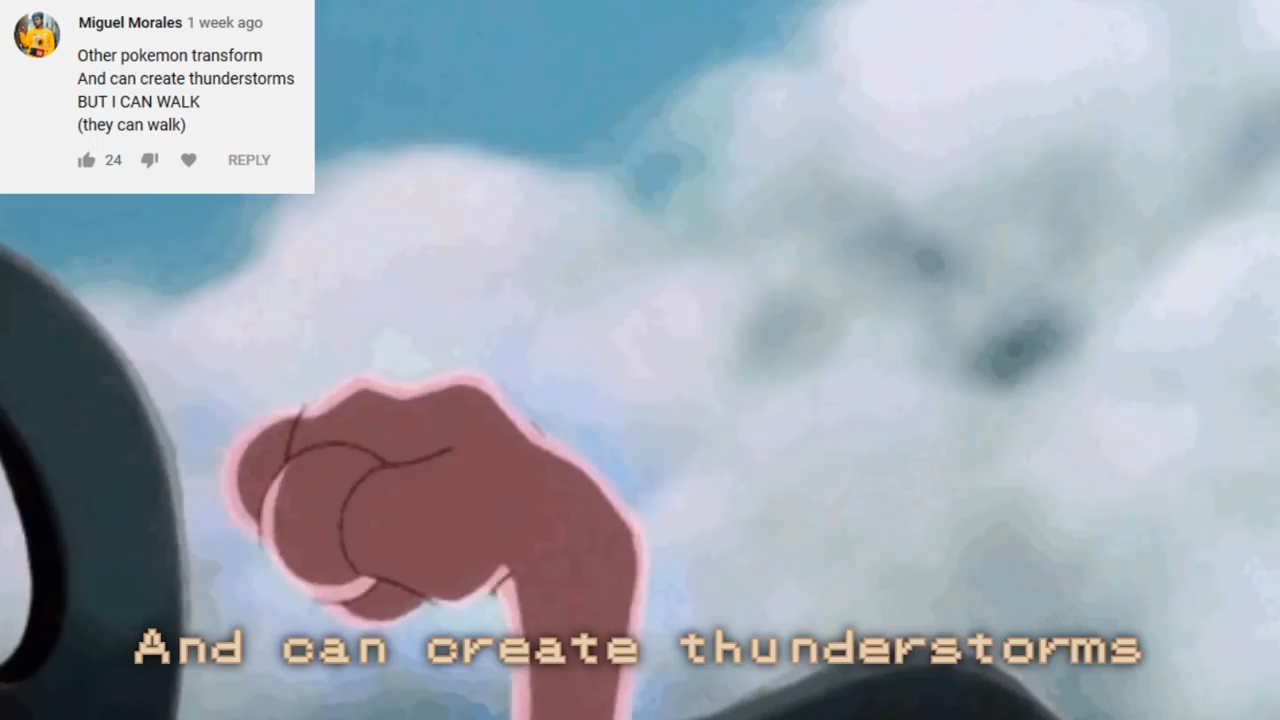 Miguel Morales 1 week ago
Other pokemon transform
And can create thunderstorms
BUT I CAN WALK
(they can walk)
24 REPLY
And can create thunderstorms